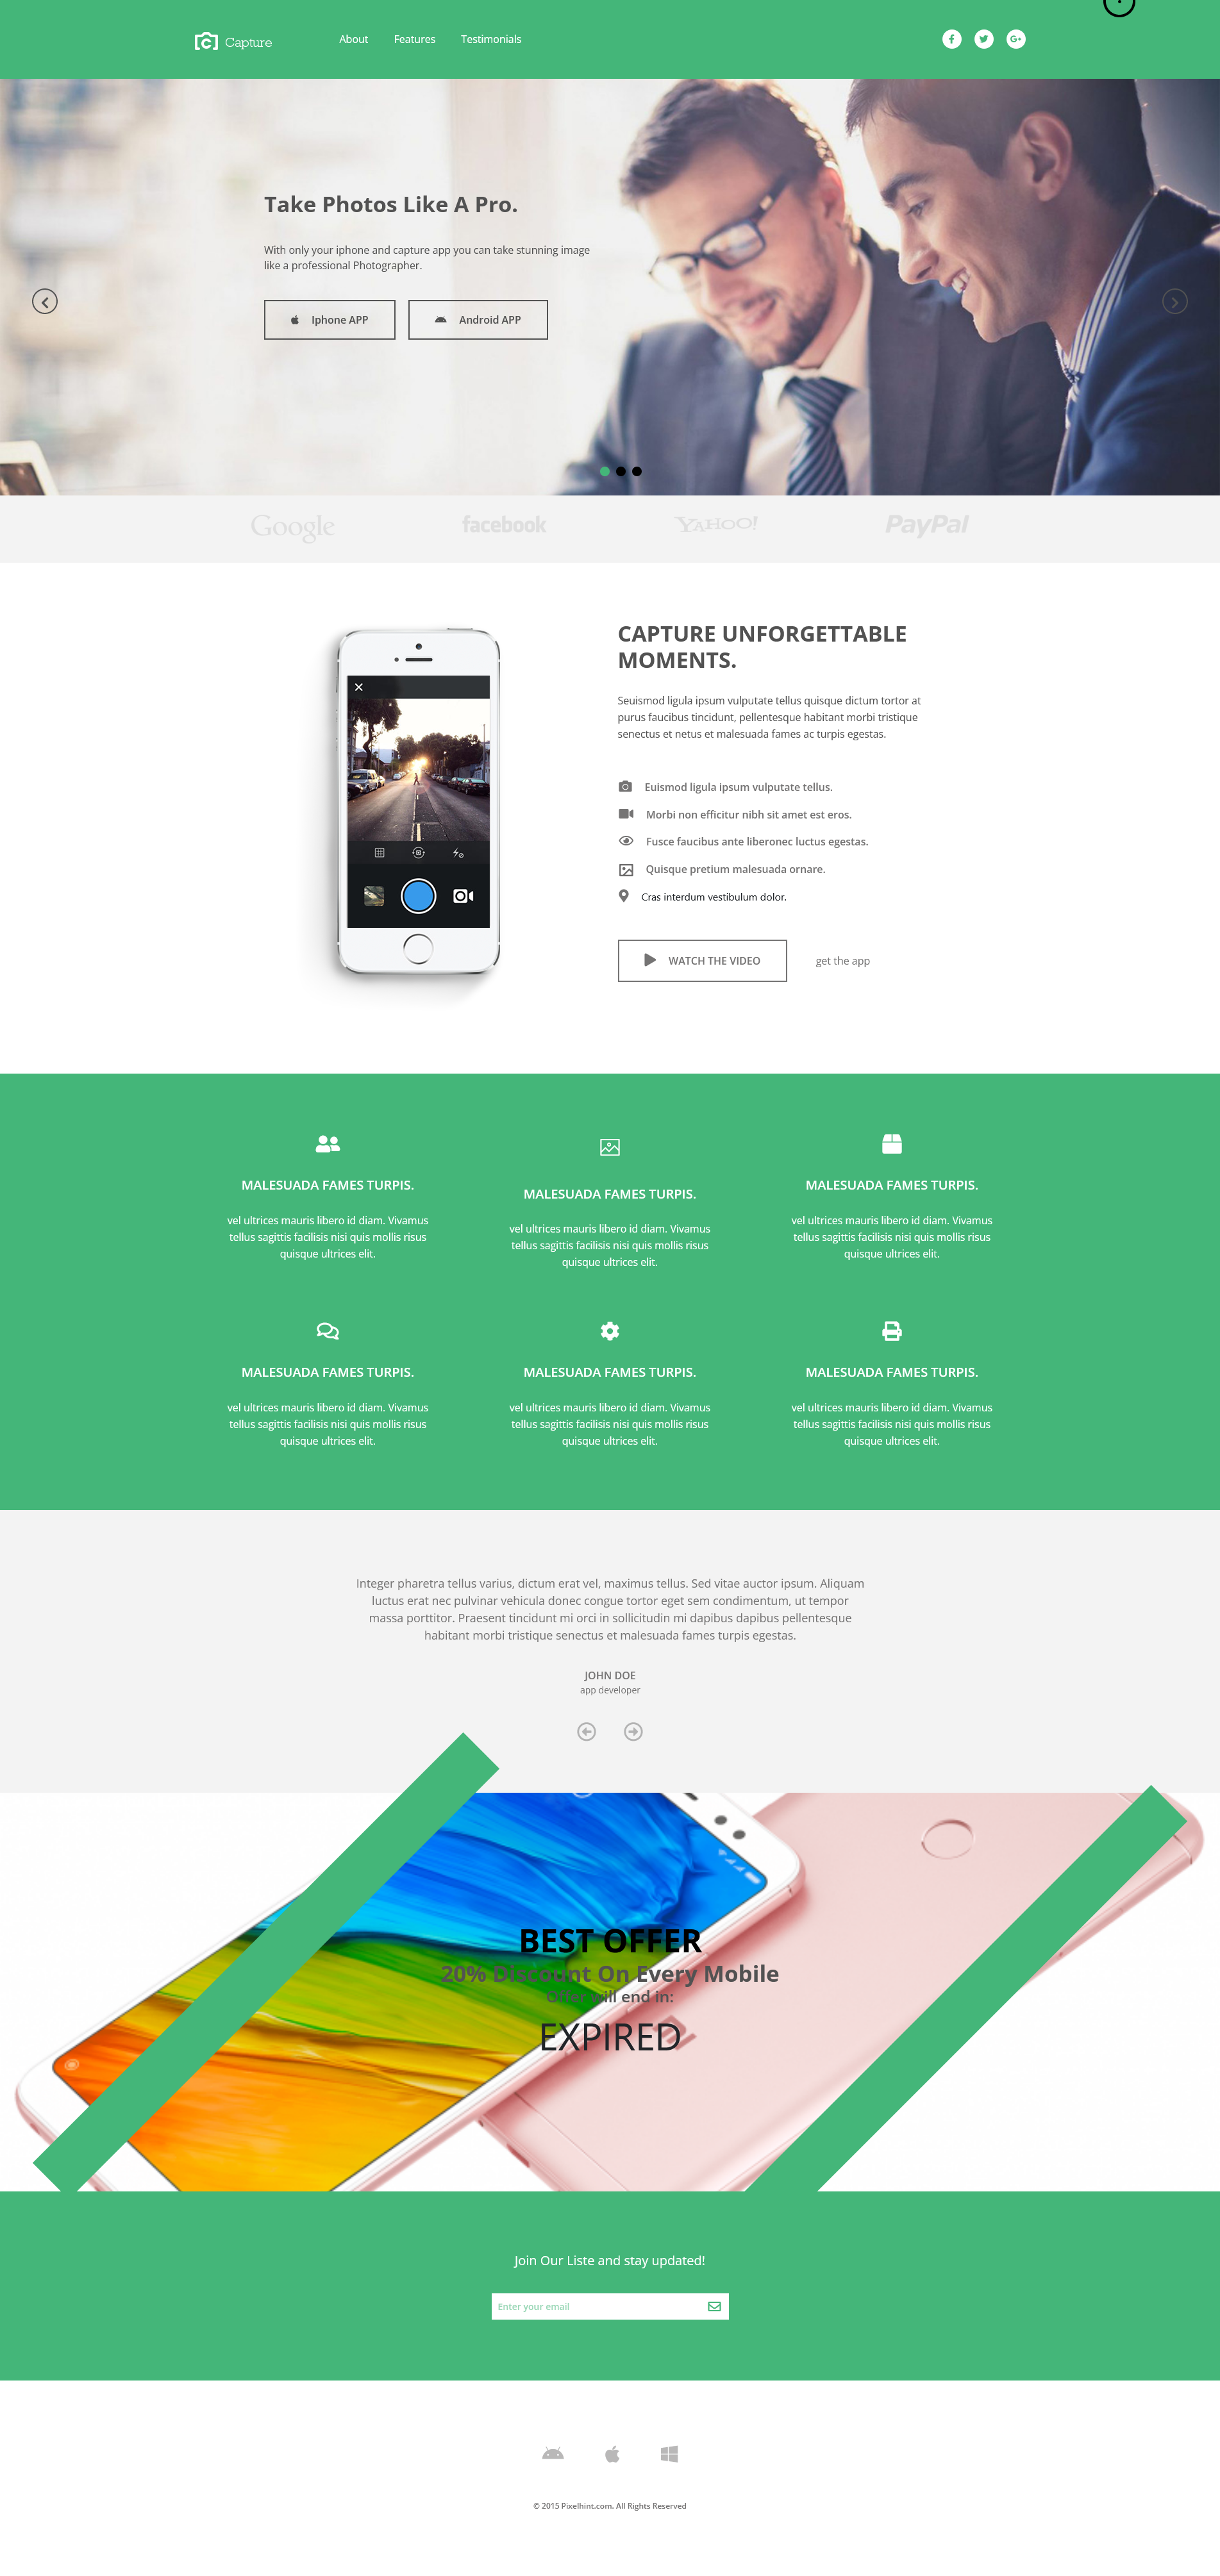 Capture
About
Features
Testimonials
Take Photos Like A Pro.
With only your iphone and capture app you can take stunning image
like a professional Photographer.
Iphone APP
Android APP
Google
facebook
YAHOO!
PayPal
CAPTURE UNFORGETTABLE
MOMENTS.
Seuismod ligula ipsum vulputate tellus quisque dictum tortor at
purus faucibus tincidunt, pellentesque habitant morbi tristique
senectus et netus et malesuada fames ac turpis egestas.
Euismod ligula ipsum vulputate tellus.
Morbi non efficitur nibh sit amet est eros.
Fusce faucibus ante liberonec luctus egestas.
Quisque pretium malesuada ornare.
Cras interdum vestibulum dolor.
WATCH THE VIDEO
get the app
MALESUADA FAMES TURPIS.
vel ultrices mauris libero id diam. Vivamus
tellus sagittis facilisis nisi quis mollis risus
quisque ultrices elit.
MALESUADA FAMES TURPIS.
vel ultrices mauris libero id diam. Vivamus
tellus sagittis facilisis nisi quis mollis risus
quisque ultrices elit.
MALESUADA FAMES TURPIS.
vel ultrices mauris libero id diam. Vivamus
tellus sagittis facilisis nisi quis mollis risus
quisque ultrices elit.
MALESUADA FAMES TURPIS.
vel ultrices mauris libero id diam. Vivamus
tellus sagittis facilisis nisi quis mollis risus
quisque ultrices elit.
MALESUADA FAMES TURPIS.
vel ultrices mauris libero id diam. Vivamus
tellus sagittis facilisis nisi quis mollis risus
quisque ultrices elit.
MALESUADA FAMES TURPIS.
vel ultrices mauris libero id diam. Vivamus
tellus sagittis facilisis nisi quis mollis risus
quisque ultrices elit.
Integer pharetra tellus varius, dictum erat vel, maximus tellus. Sed vitae auctor ipsum. Aliquam
luctus erat nec pulvinar vehicula donec congue tortor eget sem condimentum, ut tempor
massa porttitor. Praesent tincidunt mi orci in sollicitudin mi dapibus dapibus pellentesque
habitant morbi tristique senectus et malesuada fames turpis egestas.
JOHN DOE
app developer
BEST OFFER
20% Discount On Every Mobile
Offer will end in:
EXPIRED
Join Our Liste and stay updated!
Enter your email
© 2015 Pixelhint.com. All Rights Reserved